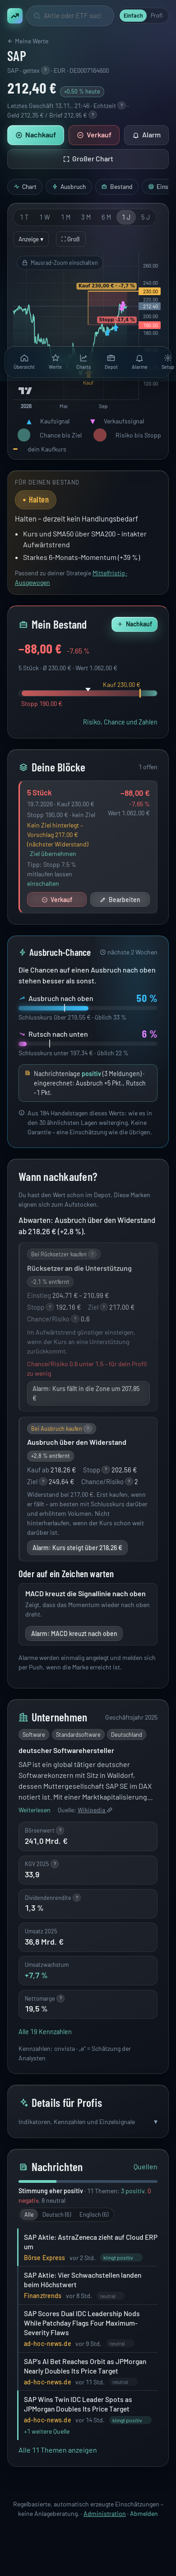 Aktie oder ETF suchen
Einfach
Profi
← Meine Werte
SAP
SAP · gettex ? · EUR · DE0007164600
212,40 €
+0,50 % heute
Letztes Geschäft 13.11., 21:46 · Echtzeit ? ·
Geld 212,35 € / Brief 212,95 € ?
Nachkauf
Verkauf
Alarm
Großer Chart
Chart
Ausbruch
Bestand
1 T
1 W
1 M
3 M
6 M
1 J
5 J
Anzeige ▾
Groß
Mausrad-Zoom einschalten
Kauf 230,00 € · -7,7 %
Stopp -17,4 %
260.00
240.00
230.00
220.00
212.40
200.00
190.00
180.00
Übersicht
Werte
Charts
Depot
Alarme
Setup
Kauf
120.00
2026
Mai
Sep
Kaufsignal
Verkaufssignal
Chance bis Ziel
Risiko bis Stopp
dein Kaufkurs
FÜR DEINEN BESTAND
Halten
Halten – derzeit kein Handlungsbedarf
• Kurs und SMA50 über SMA200 – intakter
Aufwärtstrend
• Starkes 6-Monats-Momentum (+39 %)
Passend zu deiner Strategie Mittelfristig ·
Ausgewogen
Mein Bestand
Nachkauf
−88,00 € -7,65 %
5 Stück · Ø 230,00 € · Wert 1.062,00 €
Kauf 230,00 €
Stopp 190,00 €
Risiko, Chance und Zahlen
Deine Blöcke
1 offen
5 Stück
−88,00 €
19.7.2026 · Kauf 230,00 €
-7,65 %
Stopp 190,00 € · kein Ziel
Wert 1.062,00 €
Kein Ziel hinterlegt –
Vorschlag 217,00 €
(nächster Widerstand)
Ziel übernehmen
Tipp: Stopp 7,5 %
mitlaufen lassen
einschalten
Verkauf
Bearbeiten
Ausbruch-Chance
nächste 2 Wochen
Die Chancen auf einen Ausbruch nach oben
stehen besser als sonst.
Ausbruch nach oben
50 %
Schlusskurs über 219,55 € · üblich 33 %
Rutsch nach unten
6 %
Schlusskurs unter 197,34 € · üblich 22 %
Nachrichtenlage positiv (3 Meldungen) ·
eingerechnet: Ausbruch +5 Pkt., Rutsch
−1 Pkt.
Aus 184 Handelstagen dieses Werts: wie es in
den 30 ähnlichsten Lagen weiterging. Keine
Garantie – eine Einschätzung wie die übrigen.
Wann nachkaufen?
Du hast den Wert schon im Depot. Diese Marken
eignen sich zum Aufstocken.
Abwarten: Ausbruch über den Widerstand
ab 218,26 € (+2,8 %).
Bei Rücksetzer kaufen ?
Rücksetzer an die Unterstützung
-2,1 % entfernt
Einstieg 204,71 € – 210,99 €
Stopp ? 192,16 € Ziel ? 217,00 €
Chance/Risiko ? 0.6
Im Aufwärtstrend günstiger einsteigen,
wenn der Kurs an eine Unterstützung
zurückkommt.
Chance/Risiko 0.6 unter 1,5 – für dein Profil
zu wenig
Alarm: Kurs fällt in die Zone um 207,85
€
Bei Ausbruch kaufen ?
Ausbruch über den Widerstand
+2,8 % entfernt
Kauf ab 218,26 € Stopp ? 202,56 €
Ziel ? 249,64 € Chance/Risiko ? 2
Widerstand bei 217,00 €. Erst kaufen, wenn
er fällt – am besten mit Schlusskurs darüber
und erhöhtem Volumen. Nicht
hinterherlaufen, wenn der Kurs schon weit
darüber ist.
Alarm: Kurs steigt über 218,26 €
Oder auf ein Zeichen warten
MACD kreuzt die Signallinie nach oben
Zeigt, dass das Momentum wieder nach oben
dreht.
Alarm: MACD kreuzt nach oben
Alarme werden einmalig angelegt und melden sich
per Push, wenn die Marke erreicht ist.
Unternehmen
Geschäftsjahr 2025
Software
Standardsoftware
Deutschland
deutscher Softwarehersteller
SAP ist ein global tätiger deutscher
Softwarekonzern mit Sitz in Walldorf,
dessen Muttergesellschaft SAP SE im DAX
notiert ist. Mit einer Marktkapitalisierung…
Weiterlesen
Quelle: Wikipedia
Börsenwert ?
241,0 Mrd. €
KGV 2025 ?
33,9
Dividendenrendite ?
1,3 %
Umsatz 2025
36,8 Mrd. €
Umsatzwachstum
+7,7 %
Nettomarge ?
19,5 %
Alle 19 Kennzahlen
Kennzahlen: onvista · „e“ = Schätzung der
Analysten
Details für Profis
Indikatoren, Kennzahlen und Einzelsignale
Nachrichten
Quellen
Stimmung eher positiv · 11 Themen: 3 positiv, 0
negativ, 8 neutral
Alle
Deutsch (6)
Englisch (6)
SAP Aktie: AstraZeneca zieht auf Cloud ERP
um
Börse Express vor 2 Std. klingt positiv
SAP Aktie: Vier Schwachstellen landen
beim Höchstwert
Finanztrends vor 8 Std. neutral
SAP Scores Dual IDC Leadership Nods
While Patchday Flags Four Maximum-
Severity Flaws
ad-hoc-news.de vor 9 Std. neutral
SAP's AI Bet Reaches Orbit as JPMorgan
Nearly Doubles Its Price Target
ad-hoc-news.de vor 11 Std. neutral
SAP Wins Twin IDC Leader Spots as
JPMorgan Doubles Its Price Target
ad-hoc-news.de vor 14 Std. klingt positiv
+1 weitere Quelle
Alle 11 Themen anzeigen
Regelbasierte, automatisch erzeugte Einschätzungen –
keine Anlageberatung. · Administration · Abmelden